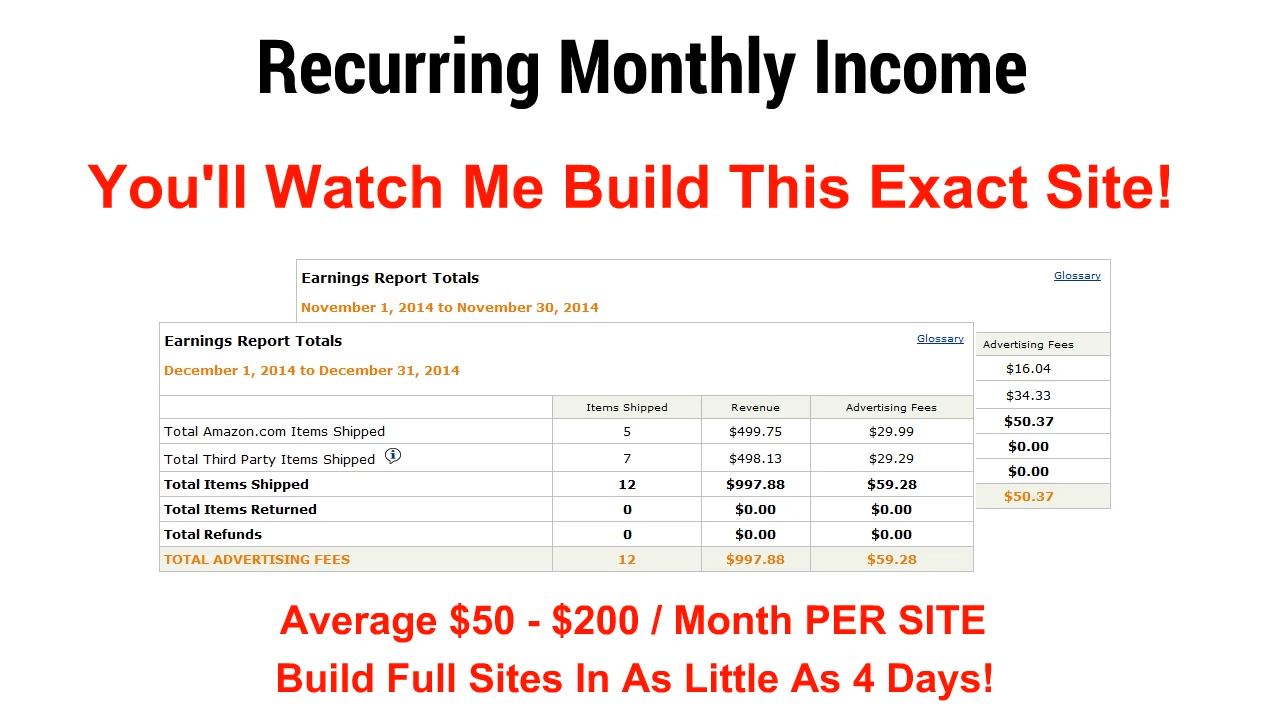 Recurring Monthly Income
You'll Watch Me Build This Exact Site!
Earnings Report Totals Glossary
November 1, 2014 to November 30, 2014
Advertising Fees
$16.04
$34.33
$50.37
$0.00
$0.00
$50.37
Earnings Report Totals Glossary
December 1, 2014 to December 31, 2014
Items Shipped Revenue Advertising Fees
Total Amazon.com Items Shipped 5 $499.75 $29.99
Total Third Party Items Shipped 7 $498.13 $29.29
Total Items Shipped 12 $997.88 $59.28
Total Items Returned 0 $0.00 $0.00
Total Refunds 0 $0.00 $0.00
TOTAL ADVERTISING FEES 12 $997.88 $59.28
Average $50 - $200 / Month PER SITE
Build Full Sites In As Little As 4 Days!